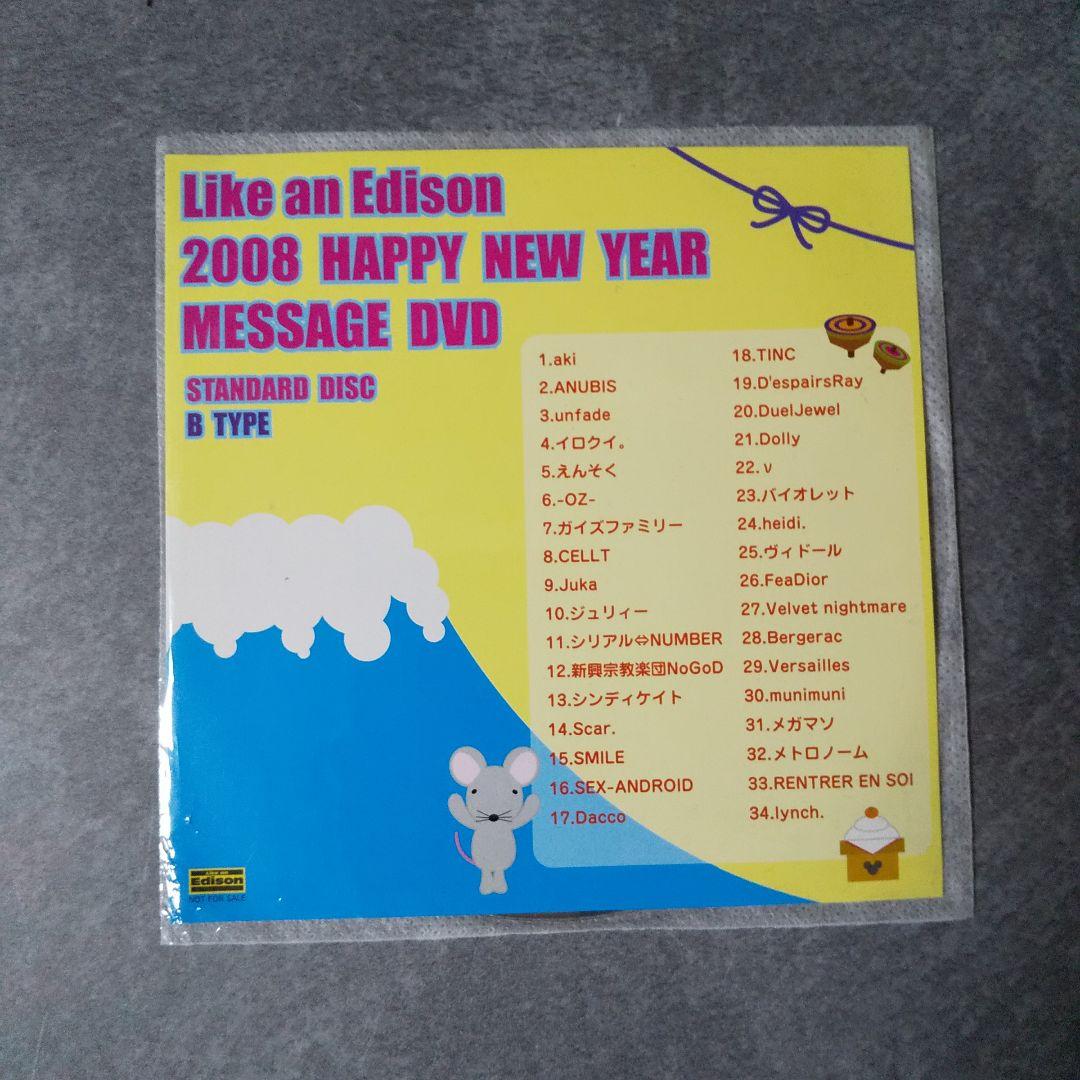 Like an Edison
2008 HAPPY NEW YEAR
MESSAGE DVD
STANDARD DISC
B TYPE
1.aki
2.ANUBIS
3.unfade
4.イロクイ。
5.えんそく
6.-OZ-
7.ガイズファミリー
8.CELLT
9.Juka
10.ジュリィー
11.シリアル⇔NUMBER
12.新興宗教楽団NoGoD
13.シンディケイト
14.Scar.
15.SMILE
16.SEX-ANDROID
17.Dacco
18.TINC
19.D'espairsRay
20.DuelJewel
21.Dolly
22.ν
23.バイオレット
24.heidi.
25.ヴィドール
26.FeaDior
27.Velvet nightmare
28.Bergerac
29.Versailles
30.munimuni
31.メガマソ
32.メトロノーム
33.RENTRER EN SOI
34.lynch.
Like an
Edison
NOT FOR SALE